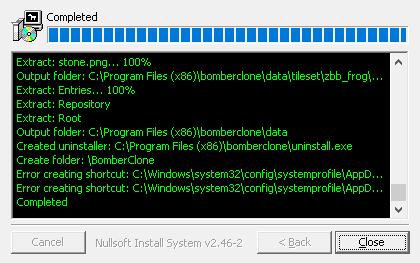 Completed
Extract: stone.png... 100%
Output folder: C:\Program Files (x86)\bomberclone\data\tileset\zbb_frog\...
Extract: Entries... 100%
Extract: Repository
Extract: Root
Output folder: C:\Program Files (x86)\bomberclone\data
Created uninstaller: C:\Program Files (x86)\bomberclone\uninstall.exe
Create folder: \BomberClone
Error creating shortcut: C:\Windows\system32\config\systemprofile\AppD...
Error creating shortcut: C:\Windows\system32\config\systemprofile\AppD...
Completed
Cancel Nullsoft Install System v2.46-2 < Back Close